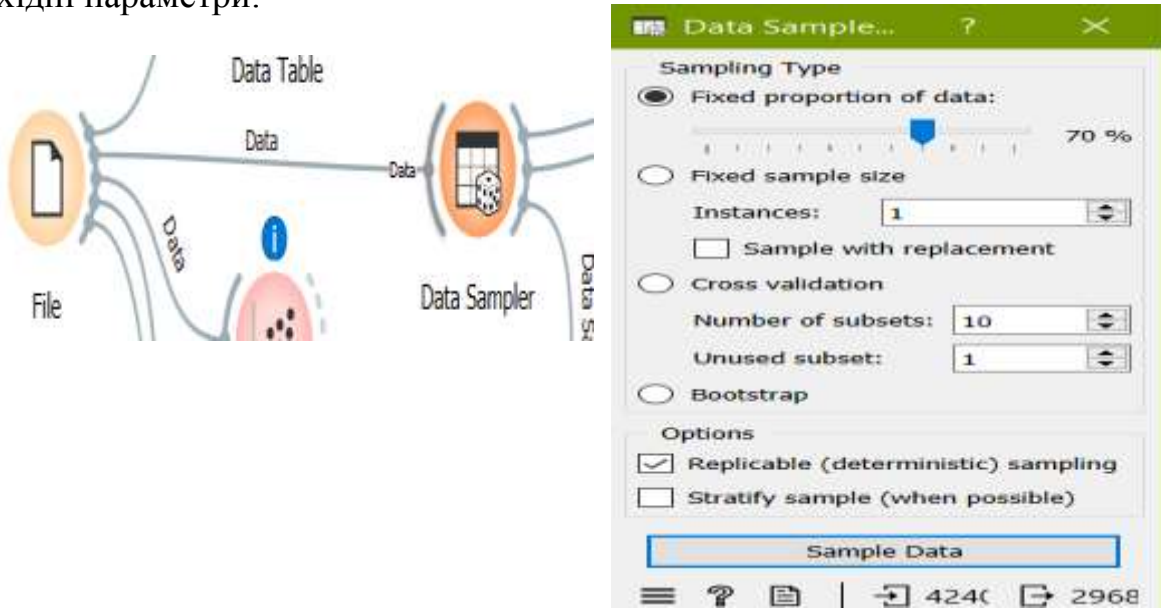 хідні параметри.
Data Table
Data
Data
Data
File
Data Sampler
Data Sample...
?
Sampling Type
Fixed proportion of data:
70 %
Fixed sample size
Instances: 1
Sample with replacement
Cross validation
Number of subsets: 10
Unused subset: 1
Bootstrap
Options
Replicable (deterministic) sampling
Stratify sample (when possible)
Sample Data
? 2968